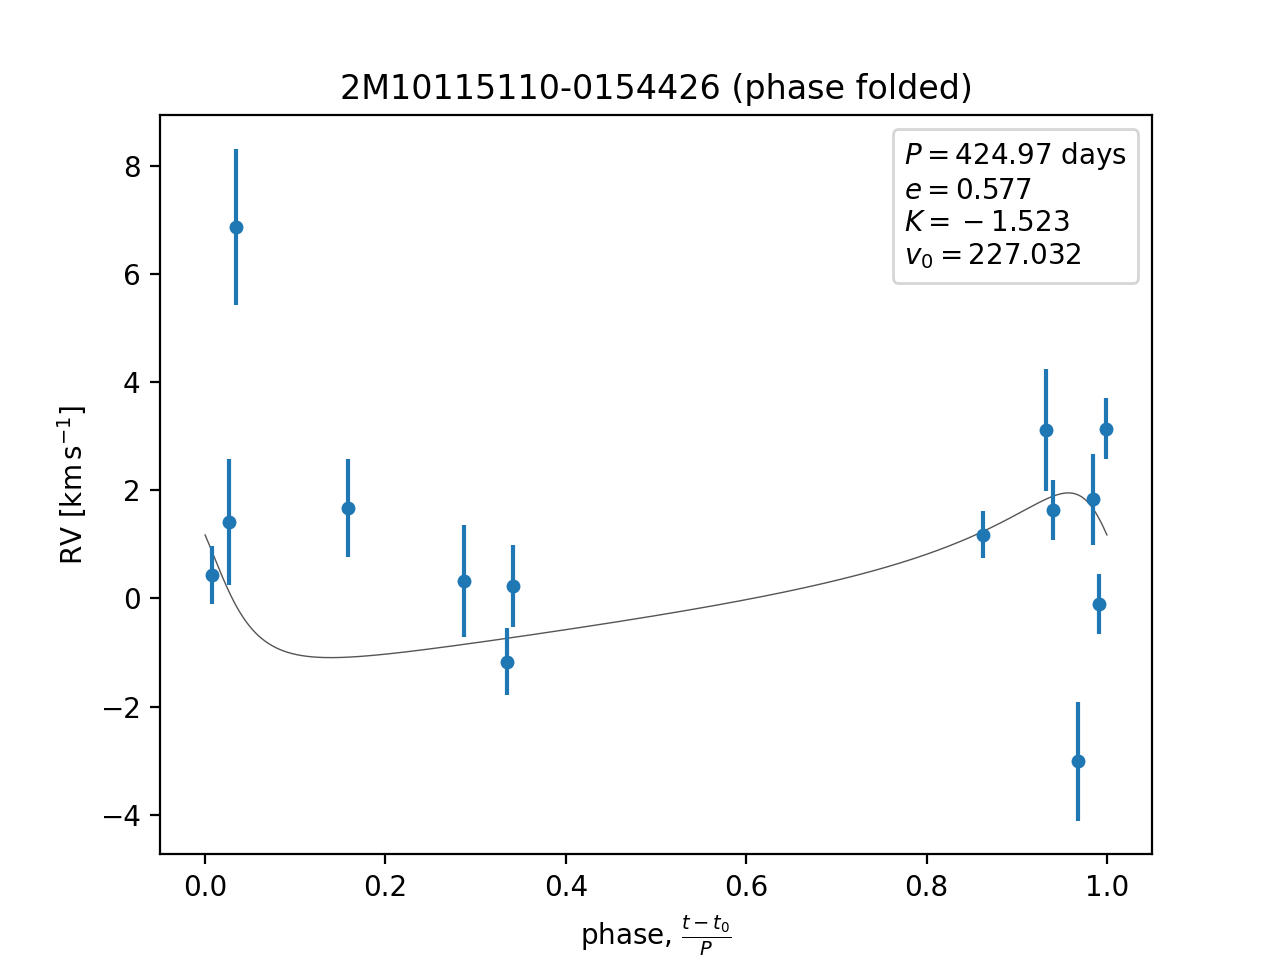 2M10115110-0154426 (phase folded)
P = 424.97 days
e = 0.577
K = −1.523
v₀ = 227.032
RV [km s⁻¹]
8
6
4
2
0
−2
−4
0.0 0.2 0.4 0.6 0.8 1.0
phase, (t − t₀)/P